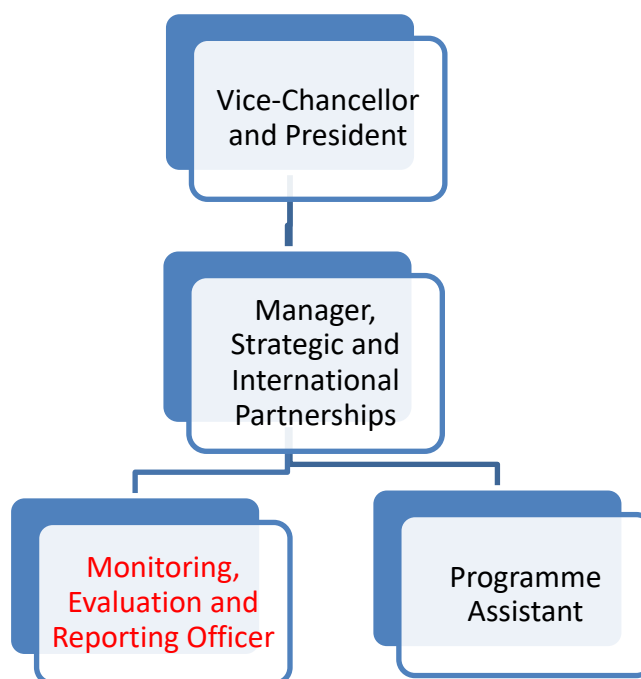 Vice-Chancellor
and President
Manager,
Strategic and
International
Partnerships
Monitoring,
Evaluation and
Reporting Officer
Programme
Assistant